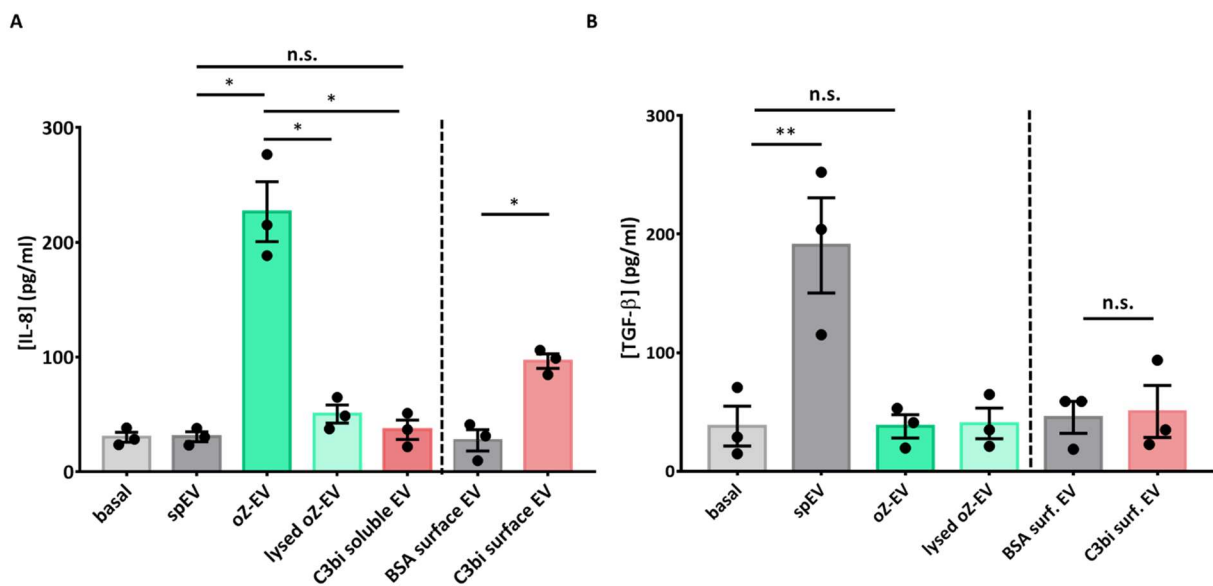 A
n.s.
*
*
*
*
300
200
100
0
[IL-8] (pg/ml)
basal
spEV
oZ-EV
lysed oZ-EV
C3bi soluble EV
BSA surface EV
C3bi surface EV
B
n.s.
**
n.s.
300
200
100
0
[TGF-β] (pg/ml)
basal
spEV
oZ-EV
lysed oZ-EV
BSA surf. EV
C3bi surf. EV